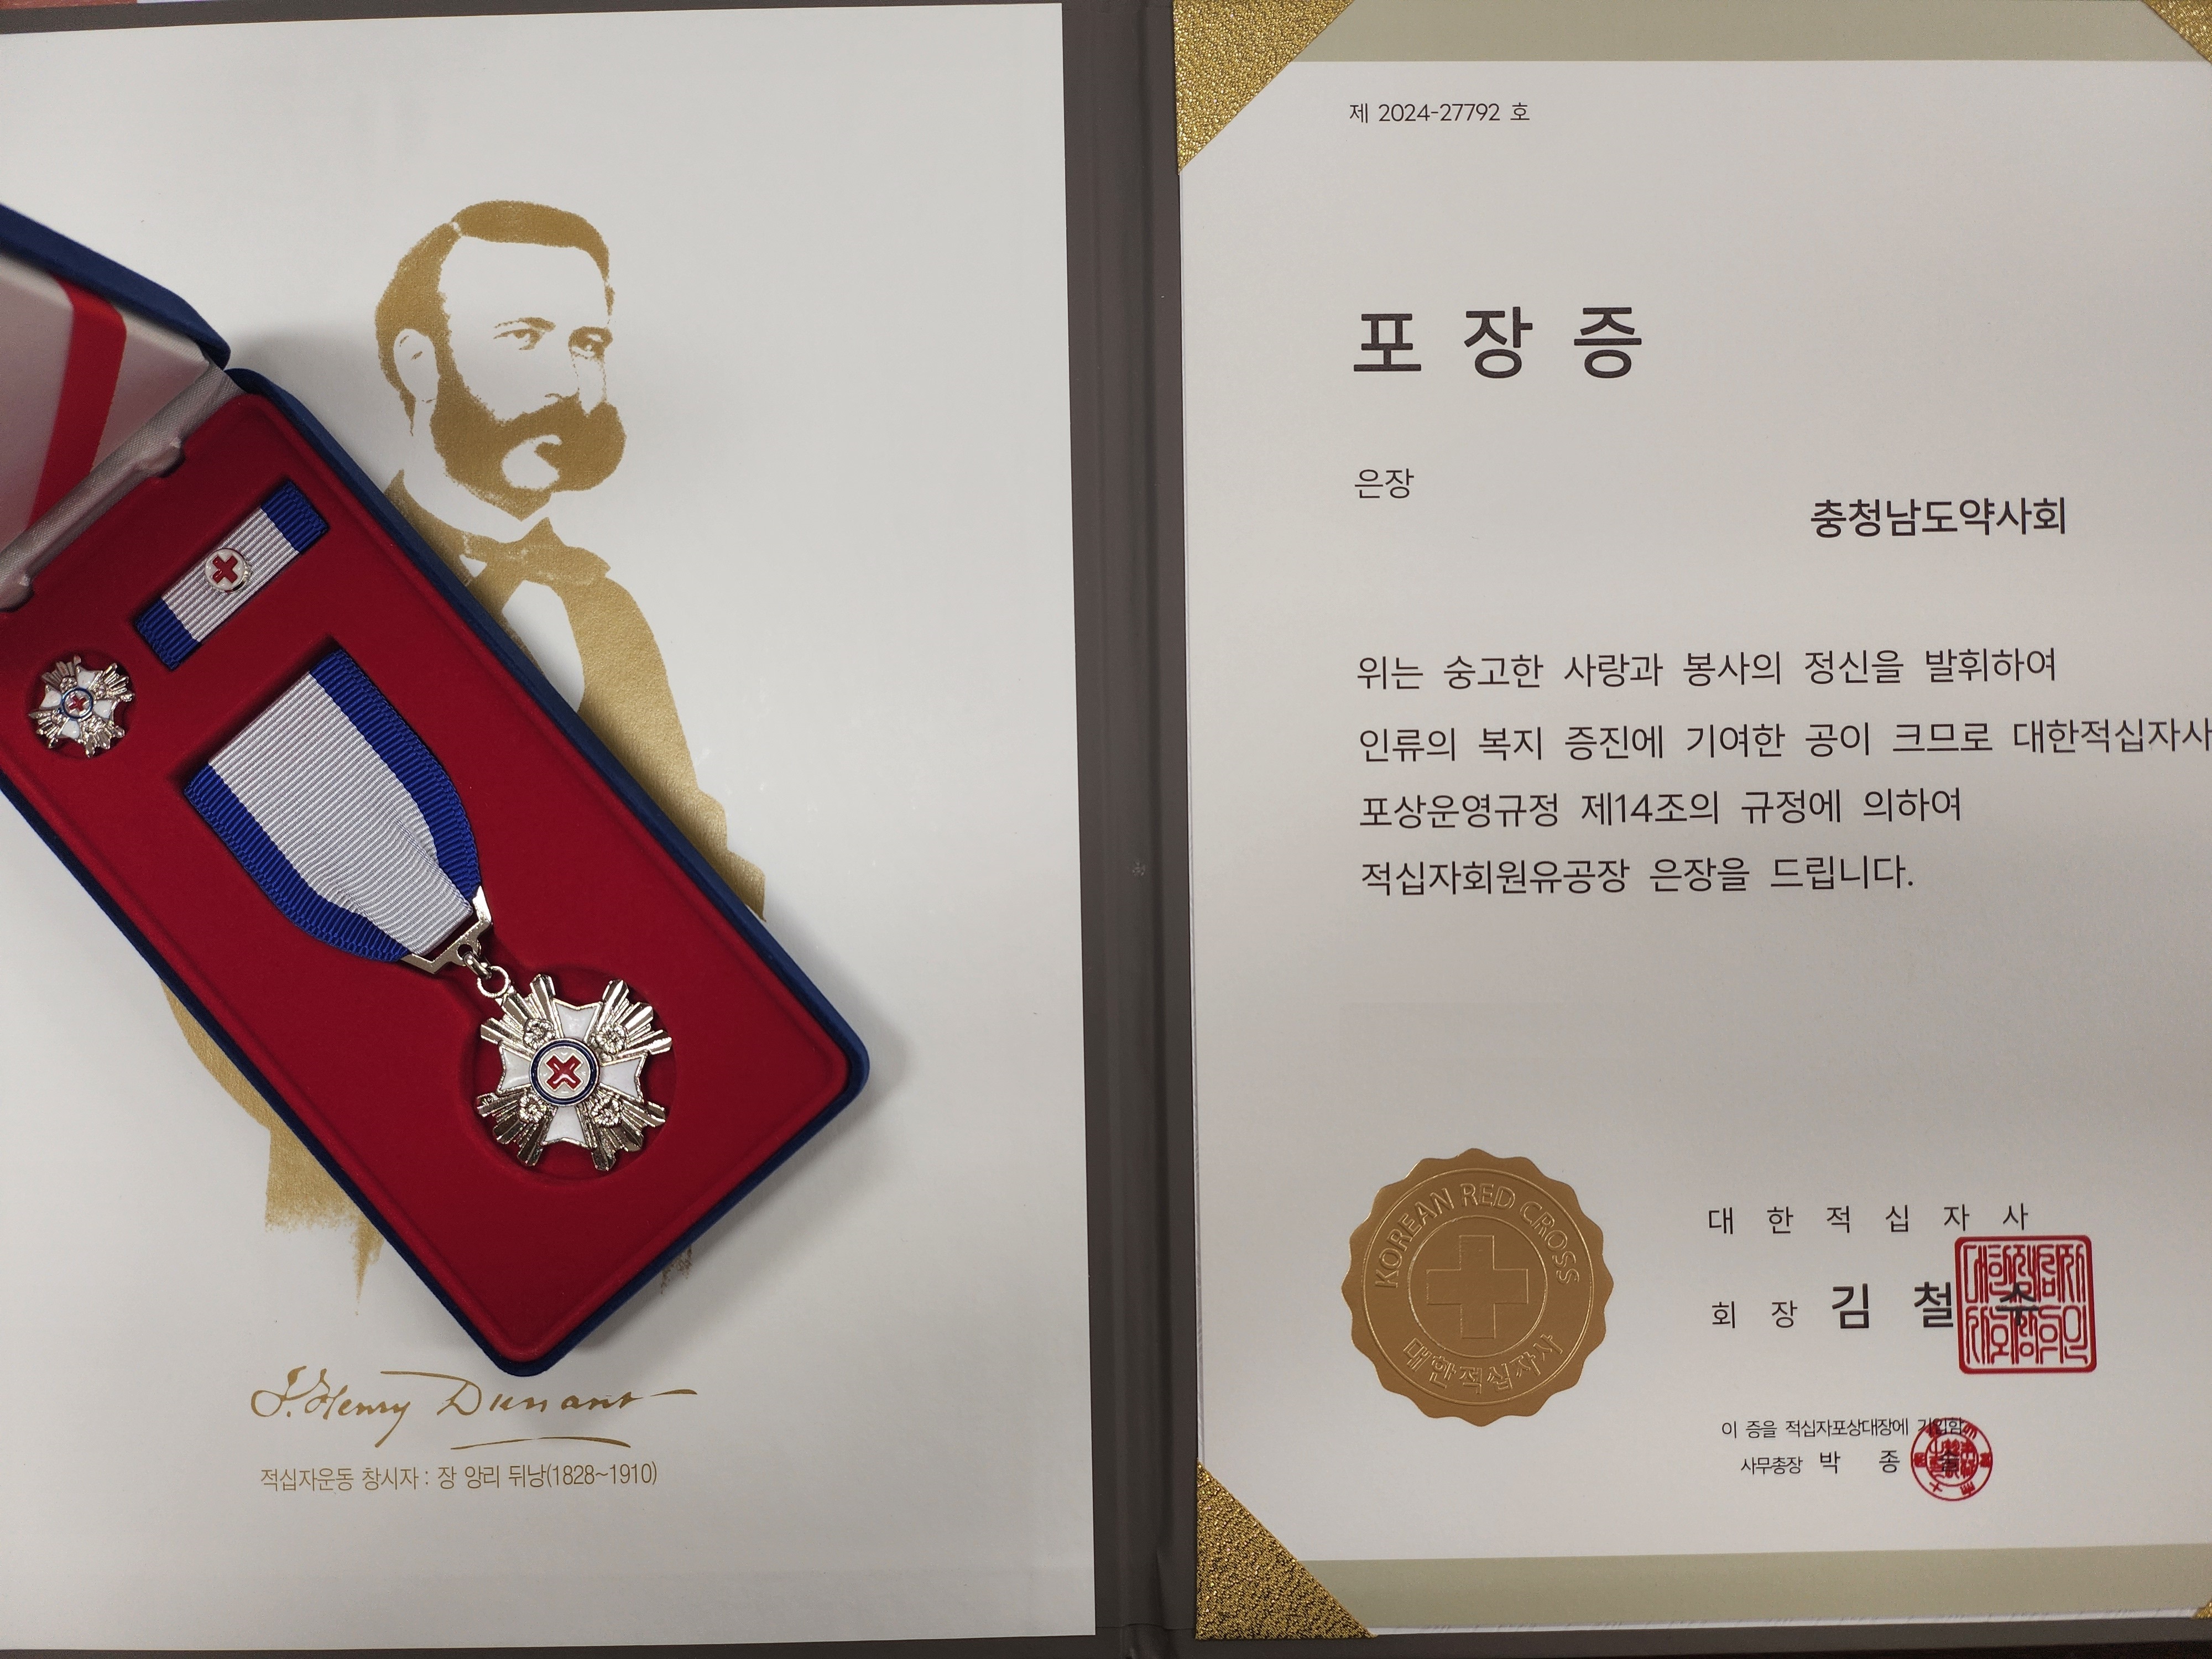 J. Henry Dunant
적십자운동 창시자 : 장 앙리 뒤낭(1828~1910)
제 2024-27792 호
포 장 증
은장
충청남도약사회
위는 숭고한 사랑과 봉사의 정신을 발휘하여
인류의 복지 증진에 기여한 공이 크므로 대한적십자사
포상운영규정 제14조의 규정에 의하여
적십자회원유공장 은장을 드립니다.
KOREAN RED CROSS
대한적십자사
대 한 적 십 자 사
회 장 김 철 수
이 증을 적십자포상대장에 기입함
사무총장 박 종